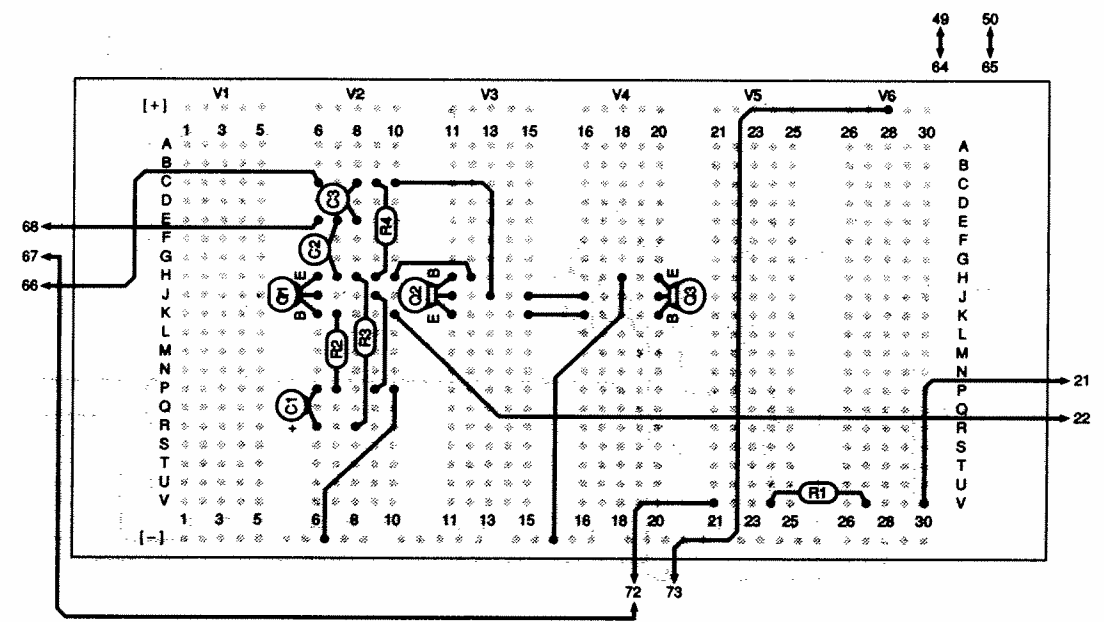 49 50
64 65
V1 V2 V3 V4 V5 V6
[+]
1 3 5 6 8 10 11 13 15 16 18 20 21 23 25 26 28 30
A A
B B
C C
C3
D D
E E
68
R4
F F
C2
G G
67
E B E
H H
66
Q1 Q2 Q3
J J
B E B
K K
L L
R2 R3
M M
N N
P P
21
C1
Q Q
22
+
R R
S S
T T
U U
R1
V V
1 3 5 6 8 10 11 13 15 16 18 20 21 23 25 26 28 30
[-]
72 73